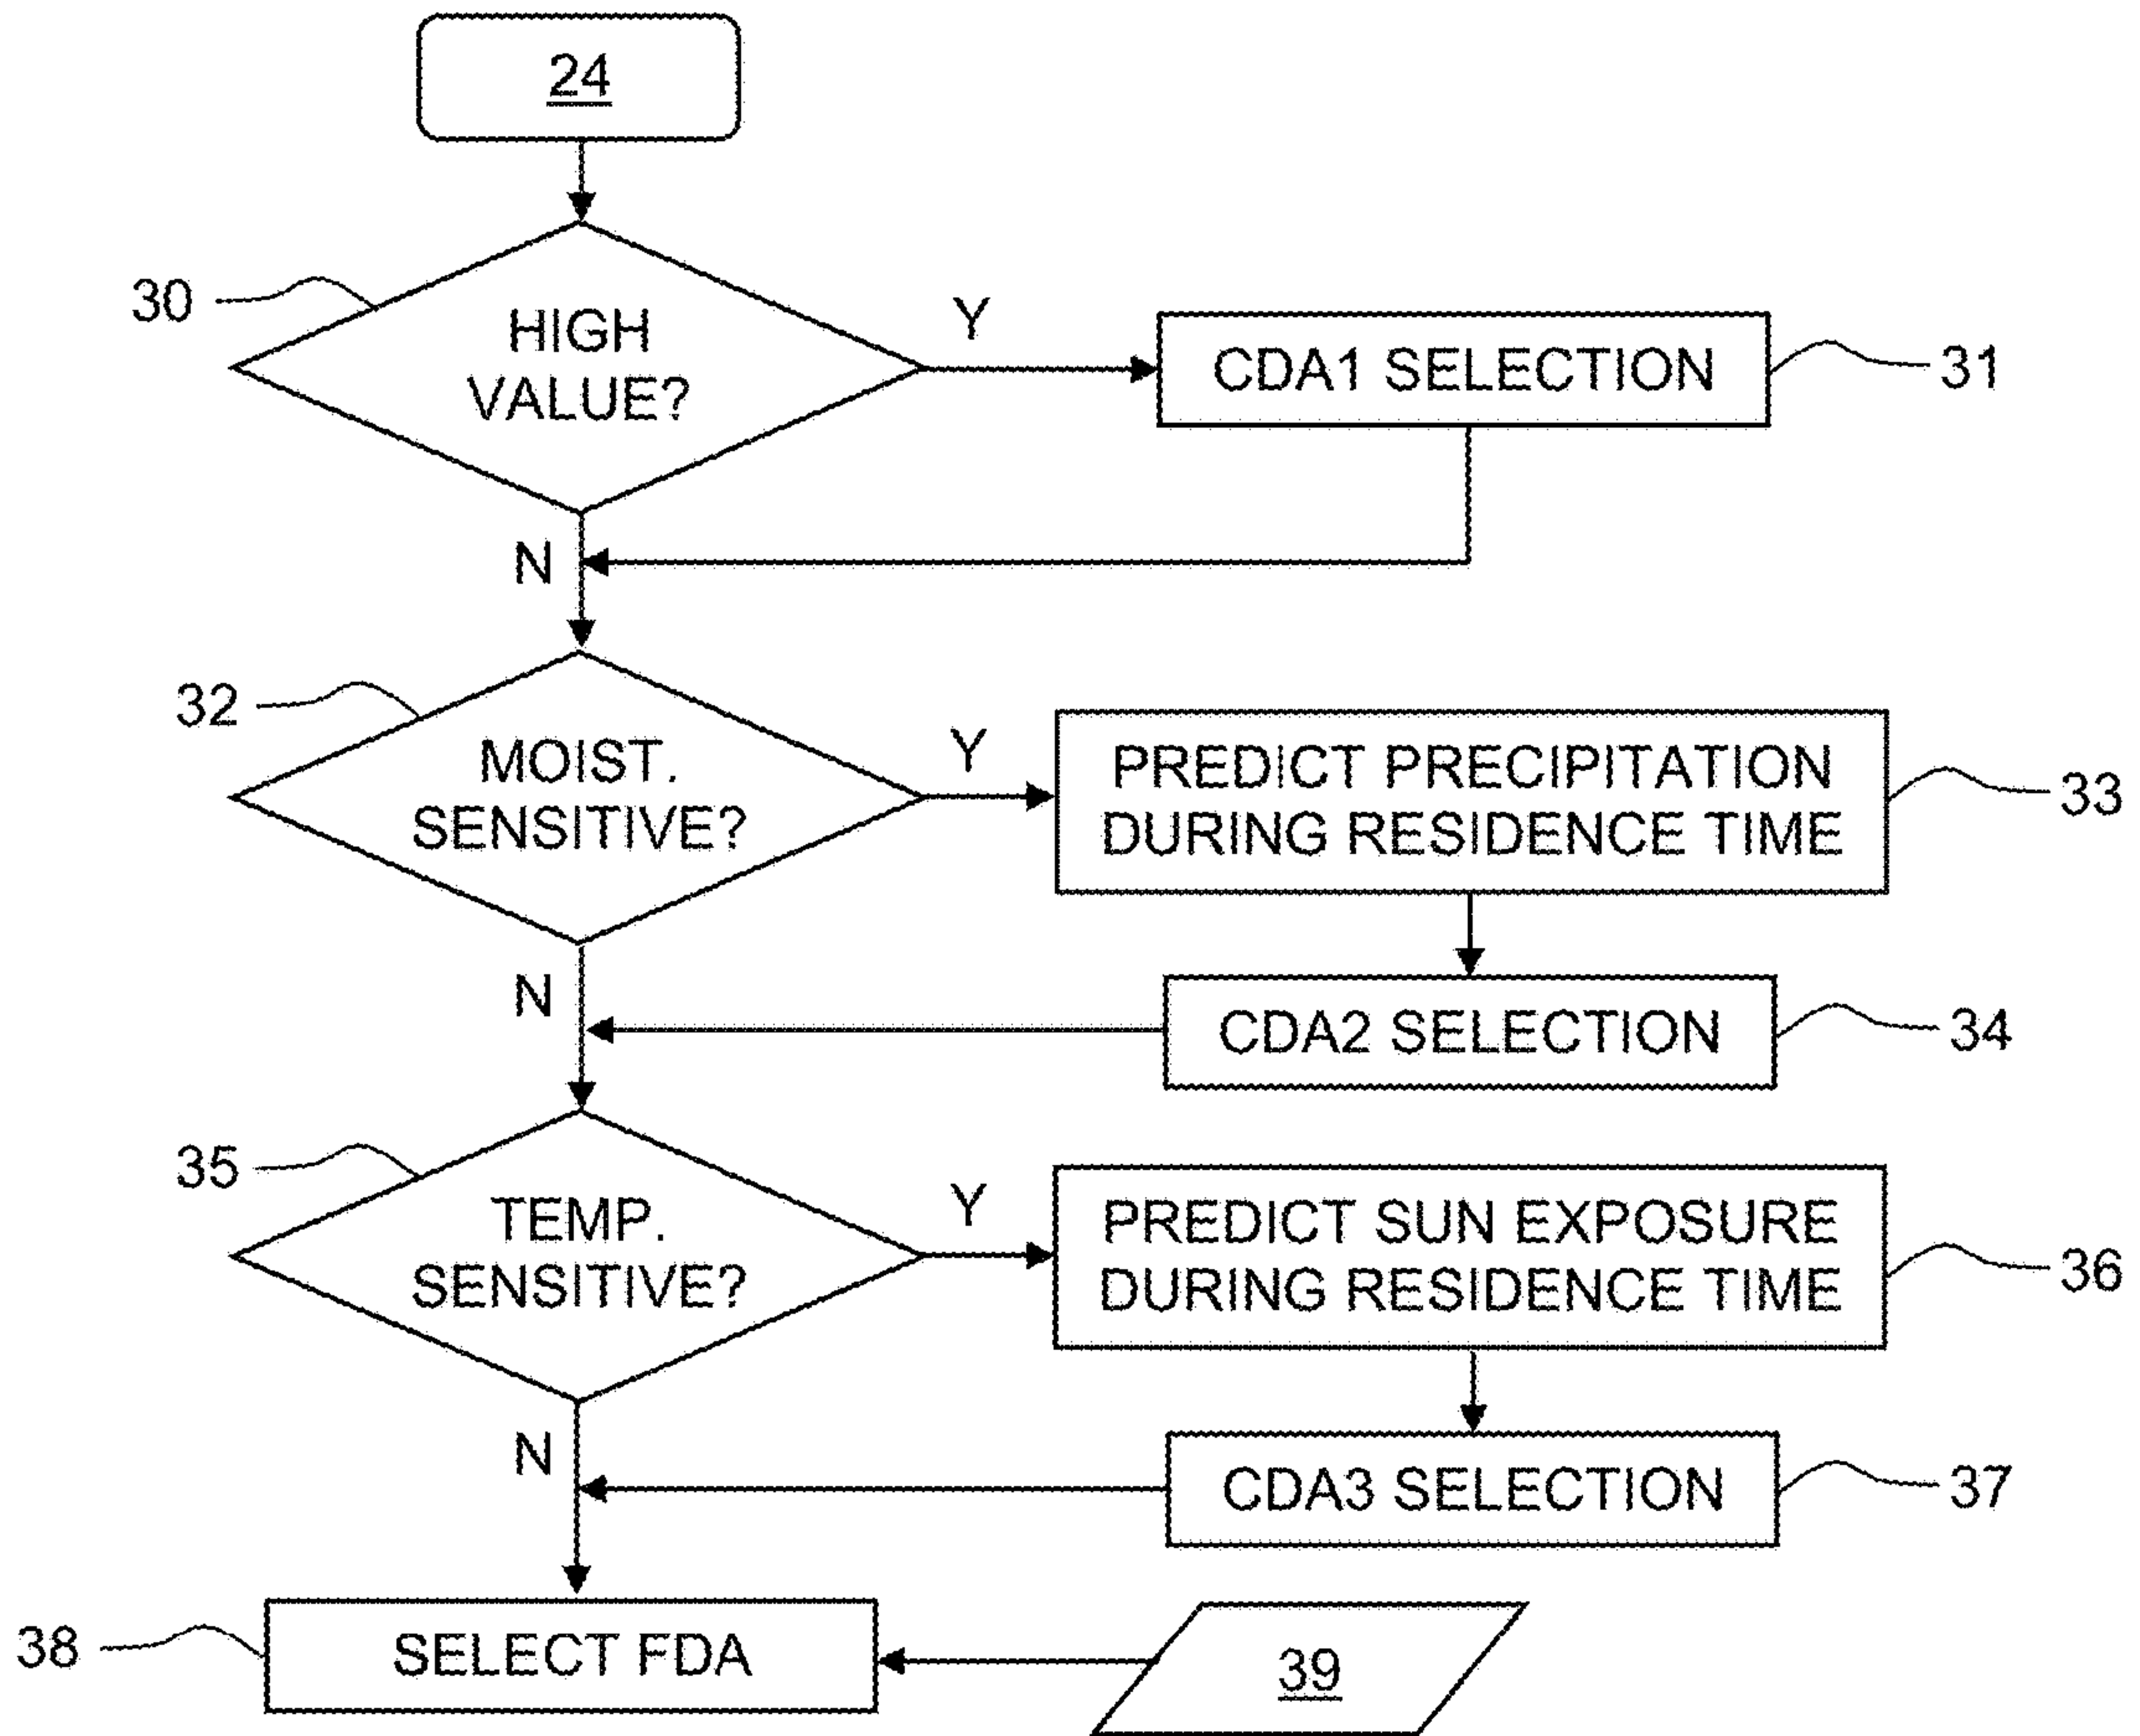 24
30
HIGH
VALUE?
Y
CDA1 SELECTION
31
N
32
MOIST.
SENSITIVE?
Y
PREDICT PRECIPITATION
DURING RESIDENCE TIME
33
N
CDA2 SELECTION
34
35
TEMP.
SENSITIVE?
Y
PREDICT SUN EXPOSURE
DURING RESIDENCE TIME
36
N
CDA3 SELECTION
37
38
SELECT FDA
39